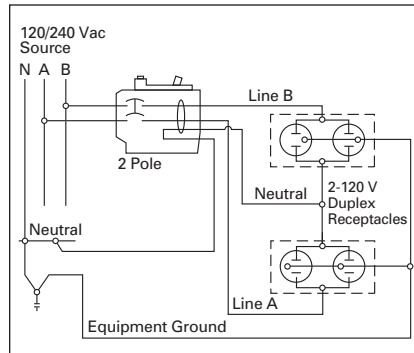 120/240 Vac
Source
N A B
2 Pole
Line B
Neutral
2-120 V
Duplex
Receptacles
Neutral
Line A
Equipment Ground